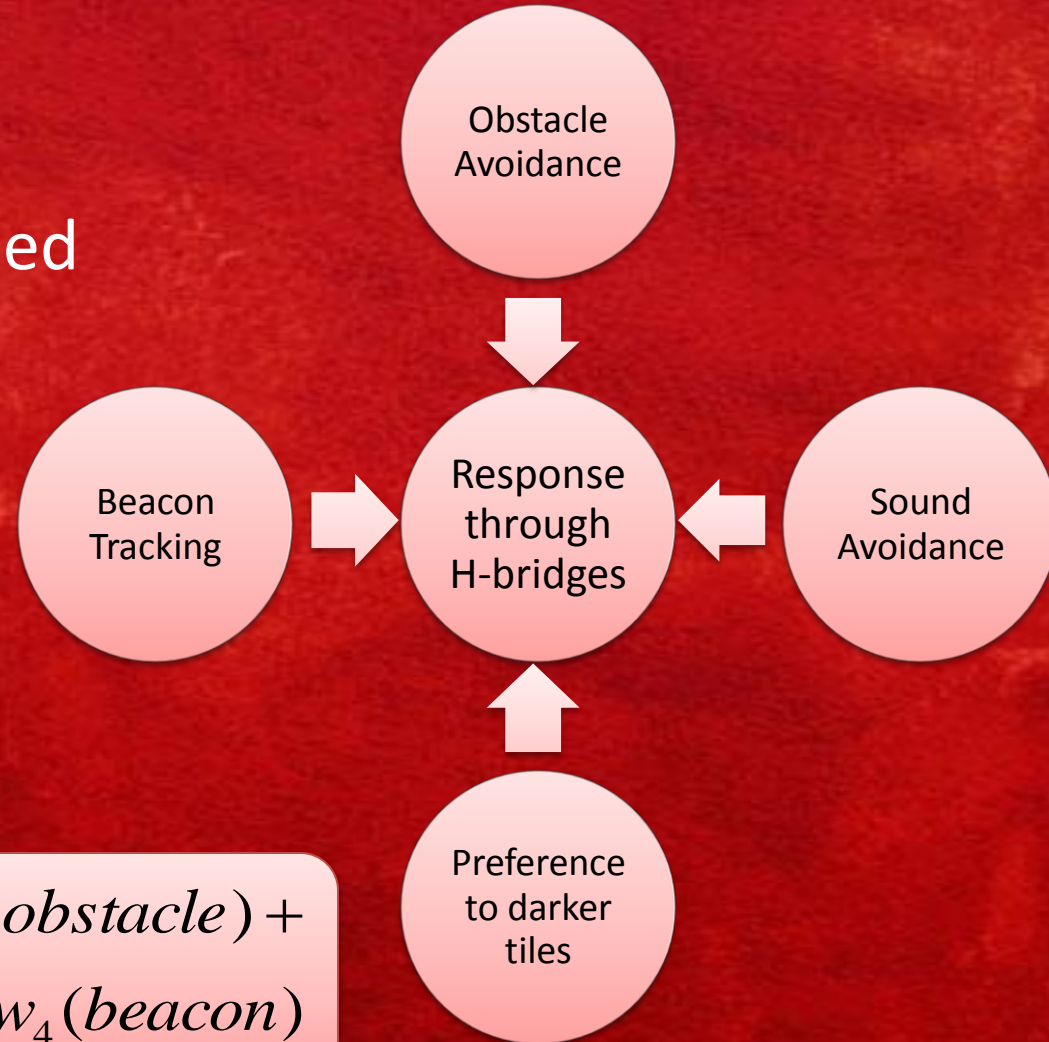 Obstacle
Avoidance
ed
Beacon
Tracking
Response
through
H-bridges
Sound
Avoidance
Preference
to darker
tiles
obstacle) +
w₄(beacon)